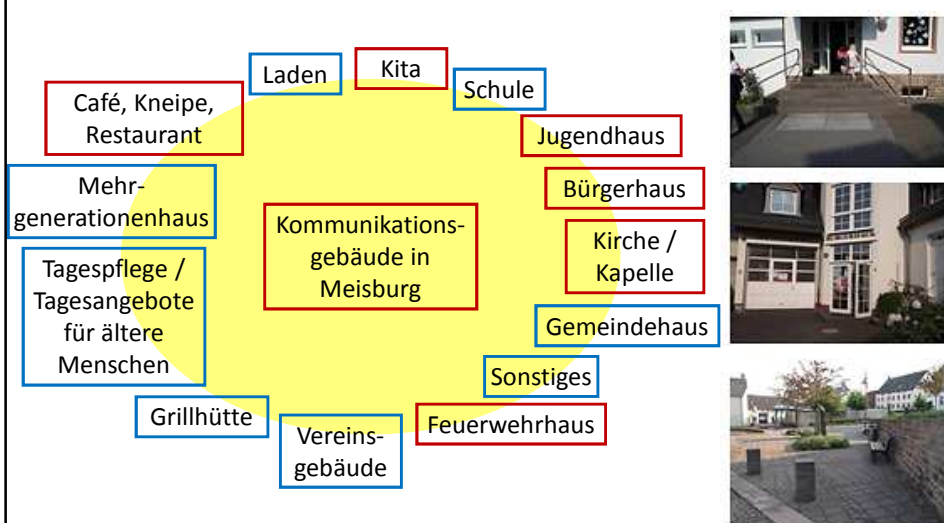 Laden
Kita
Schule
Café, Kneipe,
Restaurant
Jugendhaus
Mehr-
generationenhaus
Bürgerhaus
Kommunikations-
gebäude in
Meisburg
Kirche /
Kapelle
Tagespflege /
Tagesangebote
für ältere
Menschen
Gemeindehaus
Sonstiges
Grillhütte
Vereins-
gebäude
Feuerwehrhaus